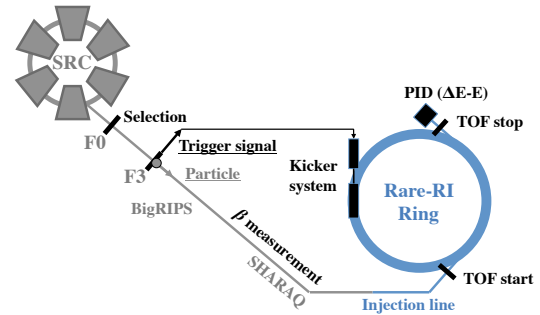 SRC
Selection
F0
Trigger signal
F3
Particle
BigRIPS
β measurement
SHARAQ
Kicker
system
PID (ΔE-E)
TOF stop
Rare-RI
Ring
TOF start
Injection line